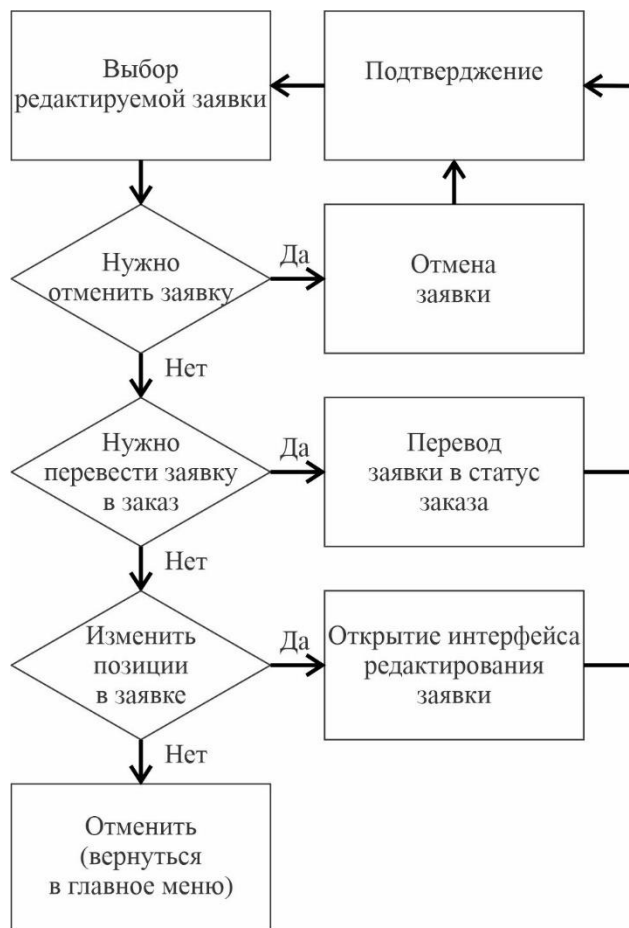 Выбор
редактируемой заявки
Подтверджение
Нужно
отменить заявку
Да
Отмена
заявки
Нет
Нужно
перевести заявку
в заказ
Да
Перевод
заявки в статус
заказа
Нет
Изменить
позиции
в заявке
Да
Открытие интерфейса
редактирования
заявки
Нет
Отменить
(вернуться
в главное меню)